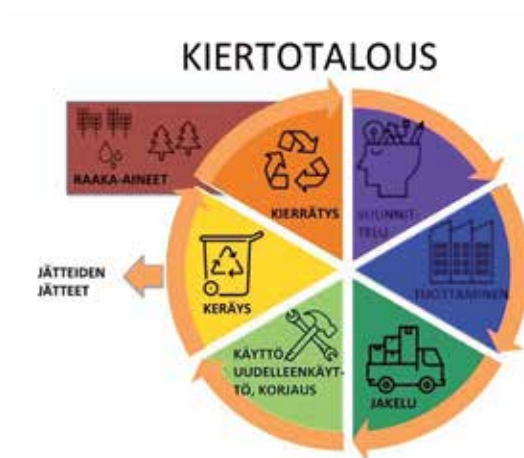 KIERTOTALOUS
RAAKA-AINEET
KIERRÄTYS
SUUNNIT-
TELU
TUOTTAMINEN
JAKELU
KÄYTTÖ,
UUDELLEENKÄYT-
TÖ, KORJAUS
KERÄYS
JÄTTEIDEN
JÄTTEET